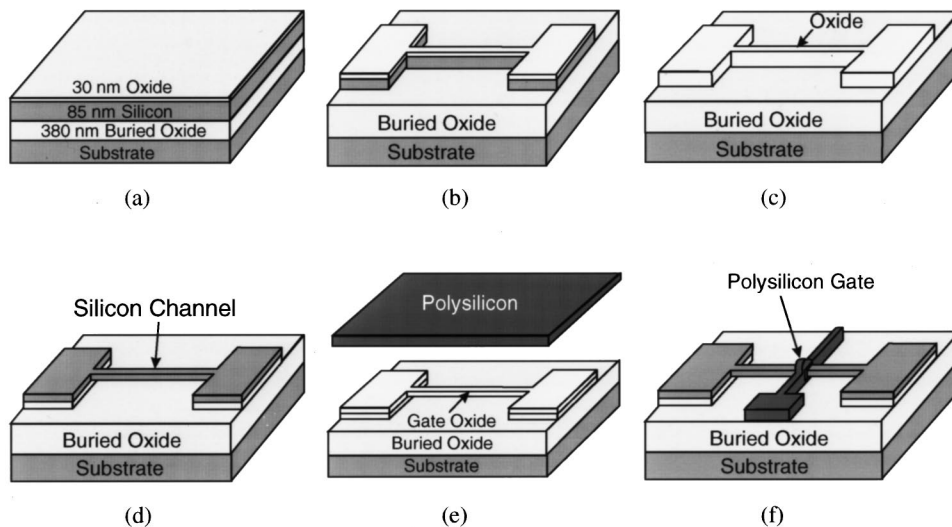 30 nm Oxide
85 nm Silicon
380 nm Buried Oxide
Substrate
(a)
Buried Oxide
Substrate
(b)
Oxide
Buried Oxide
Substrate
(c)
Silicon Channel
Buried Oxide
Substrate
(d)
Polysilicon
Gate Oxide
Buried Oxide
Substrate
(e)
Polysilicon Gate
Buried Oxide
Substrate
(f)